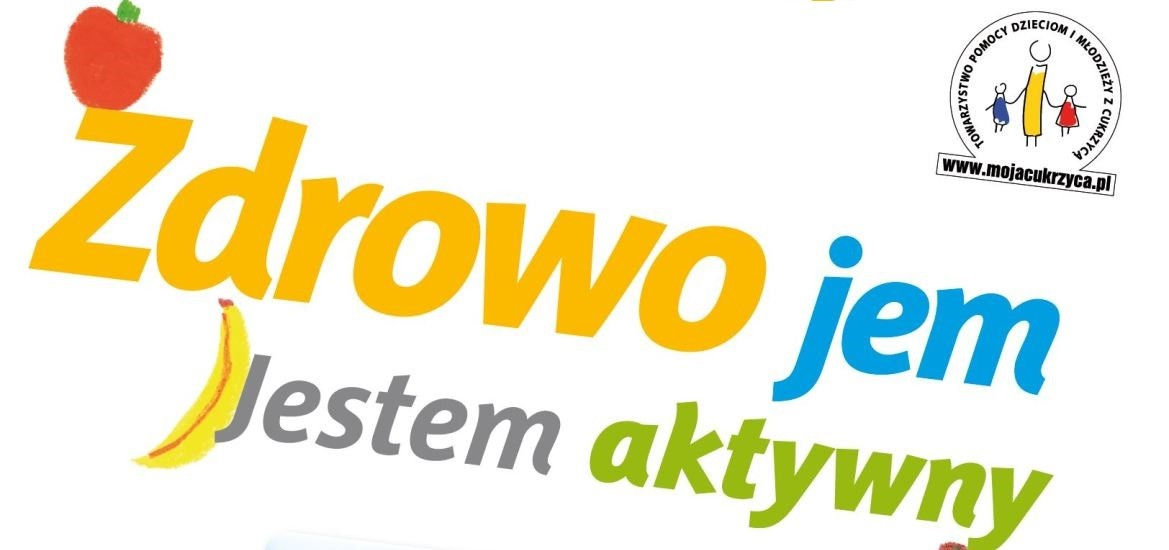 TOWARZYSTWO POMOCY DZIECIOM I MŁODZIEŻY Z CUKRZYCĄ
www.mojacukrzyca.pl
Zdrowo jem
Jestem aktywny